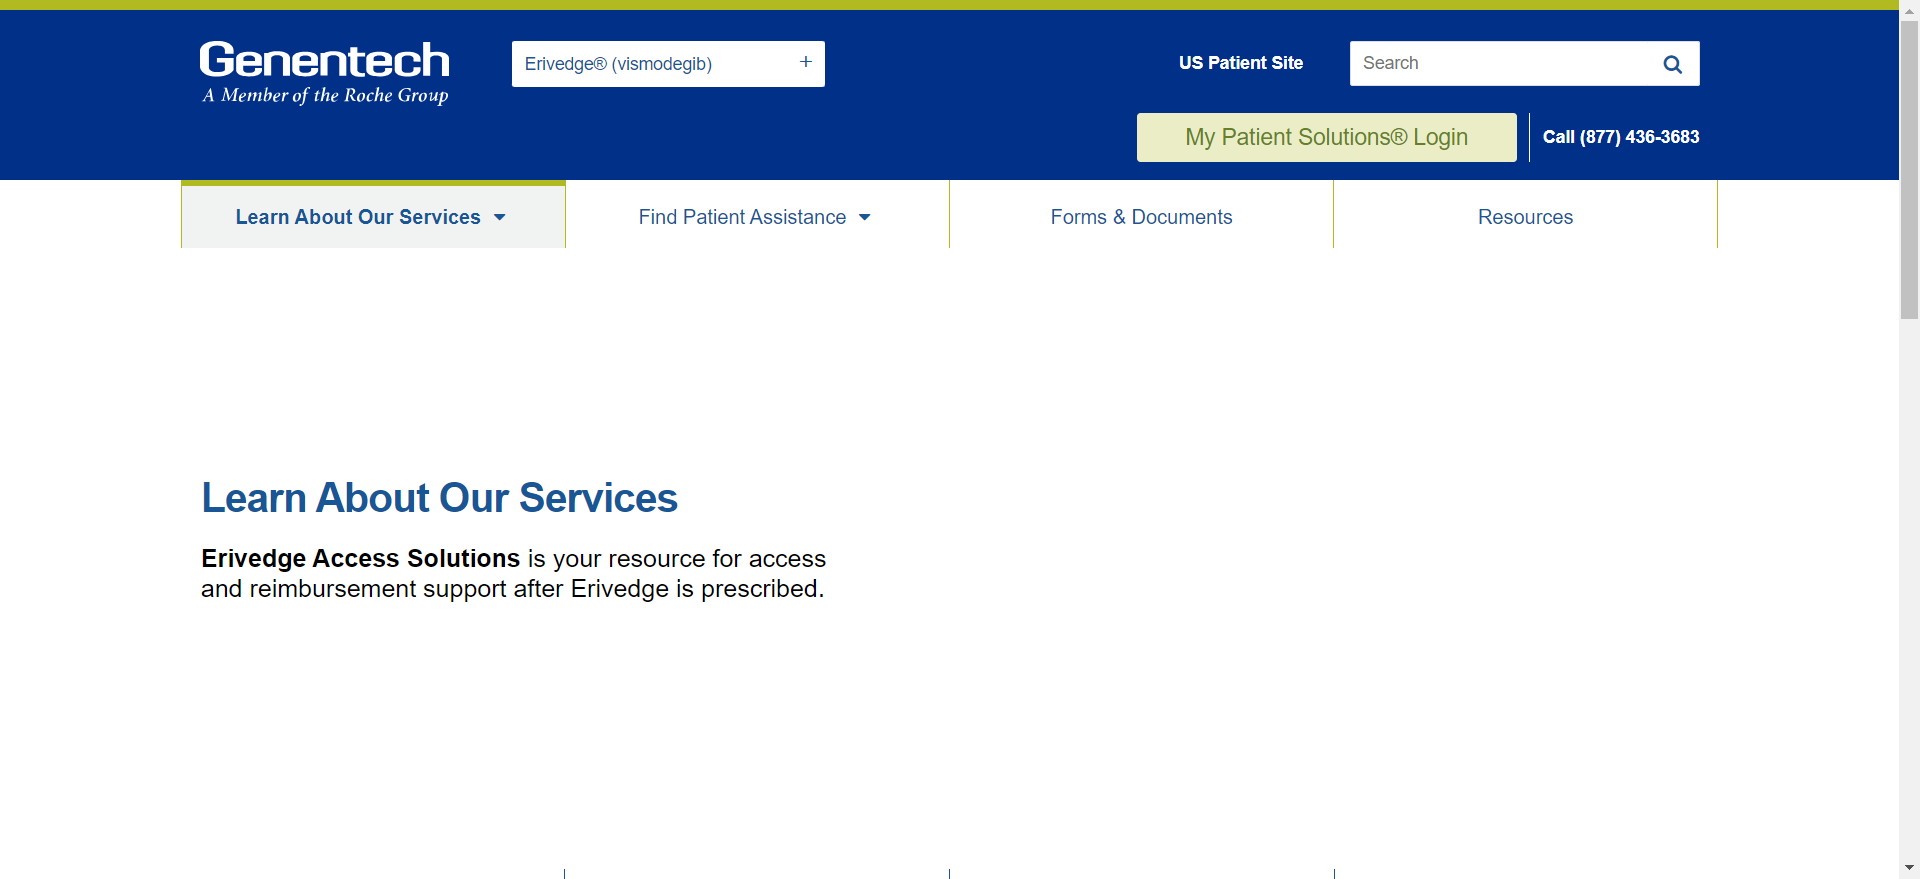 Genentech
A Member of the Roche Group
Erivedge® (vismodegib) +
US Patient Site
Search
My Patient Solutions® Login
Call (877) 436-3683
Learn About Our Services
Find Patient Assistance
Forms & Documents
Resources
Learn About Our Services
Erivedge Access Solutions is your resource for access
and reimbursement support after Erivedge is prescribed.